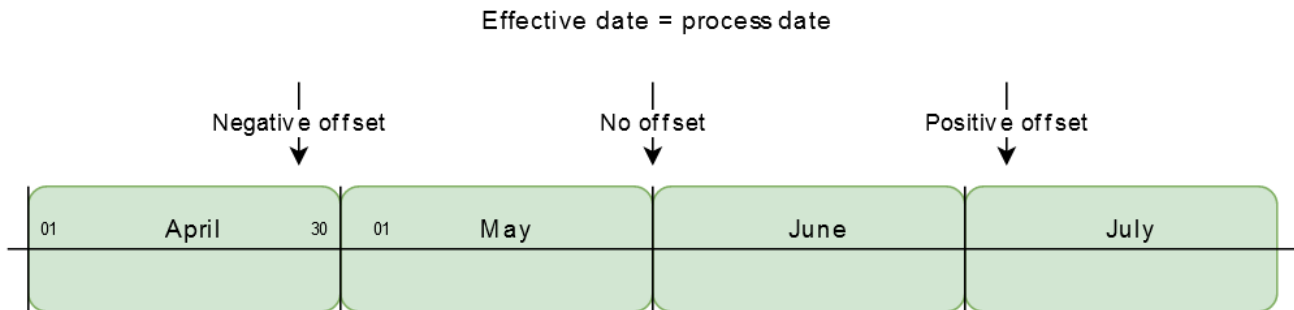 Effective date = process date
Negative offset
No offset
Positive offset
01 April 30
01 May
June
July